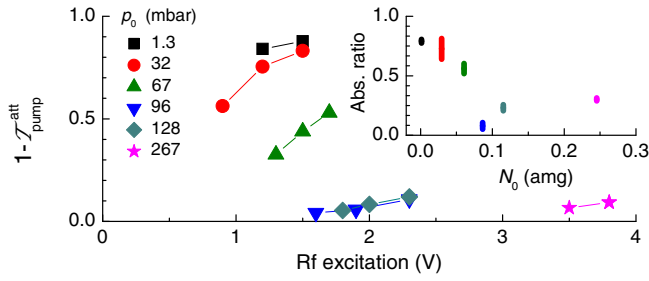 p₀ (mbar)
1.3
32
67
96
128
267
1.0
0.5
0.0
1-𝒯ᵃᵗᵗpump
0 1 2 3 4
Rf excitation (V)
1.0
0.5
0.0
Abs. ratio
0.0 0.1 0.2 0.3
N₀ (amg)